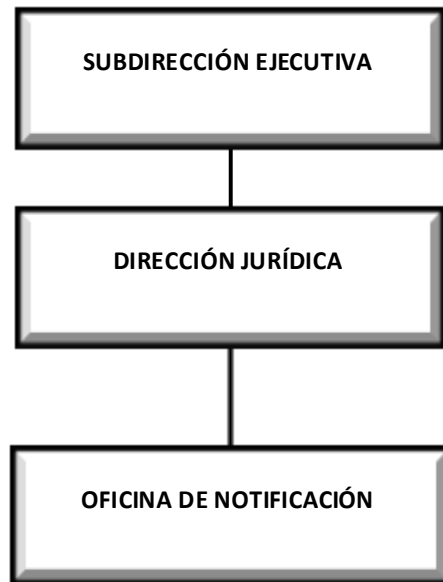 SUBDIRECCIÓN EJECUTIVA
DIRECCIÓN JURÍDICA
OFICINA DE NOTIFICACIÓN